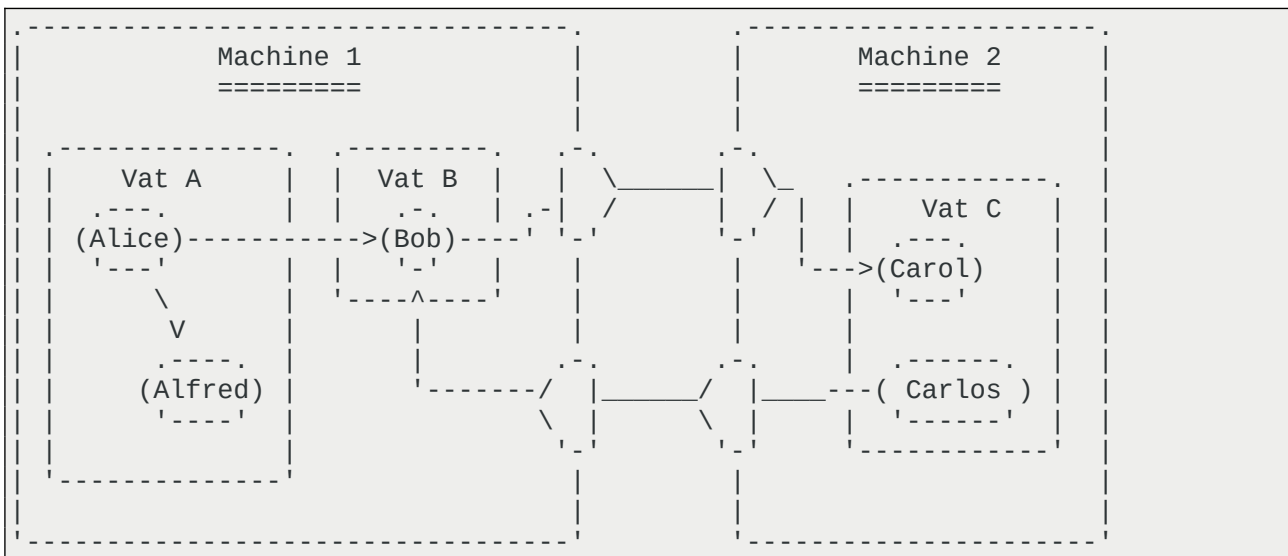 Machine 1 Machine 2
========= =========
Vat A Vat B
Vat C
(Alice) (Bob)
(Carol)
(Alfred) ( Carlos )